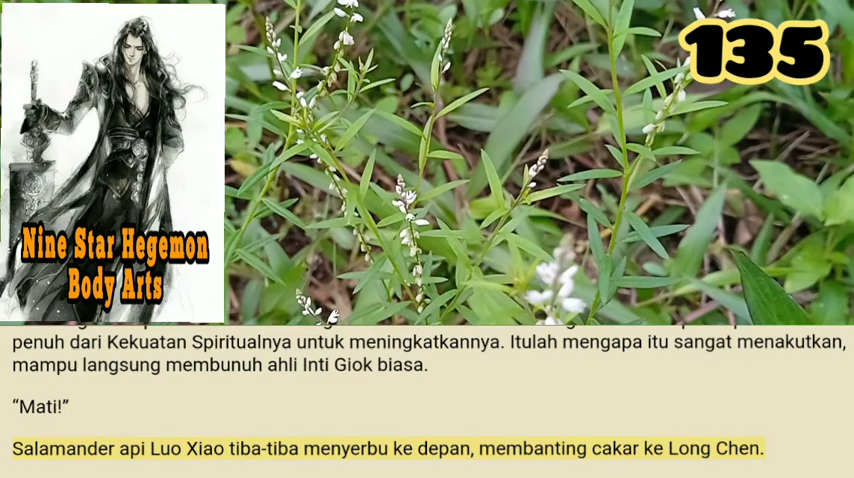 135
Nine Star Hegemon
Body Arts
penuh dari Kekuatan Spiritualnya untuk meningkatkannya. Itulah mengapa itu sangat menakutkan,
mampu langsung membunuh ahli Inti Giok biasa.
“Mati!”
Salamander api Luo Xiao tiba-tiba menyerbu ke depan, membanting cakar ke Long Chen.